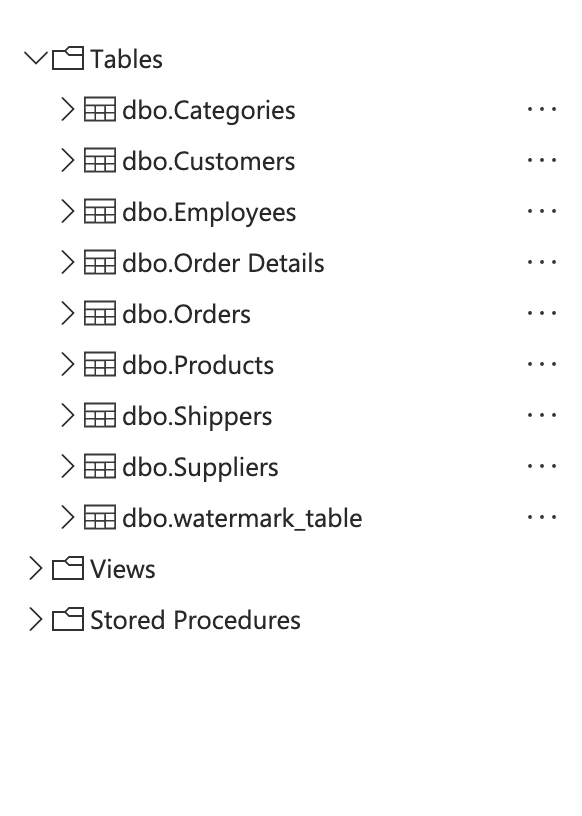 Tables
dbo.Categories
dbo.Customers
dbo.Employees
dbo.Order Details
dbo.Orders
dbo.Products
dbo.Shippers
dbo.Suppliers
dbo.watermark_table
Views
Stored Procedures